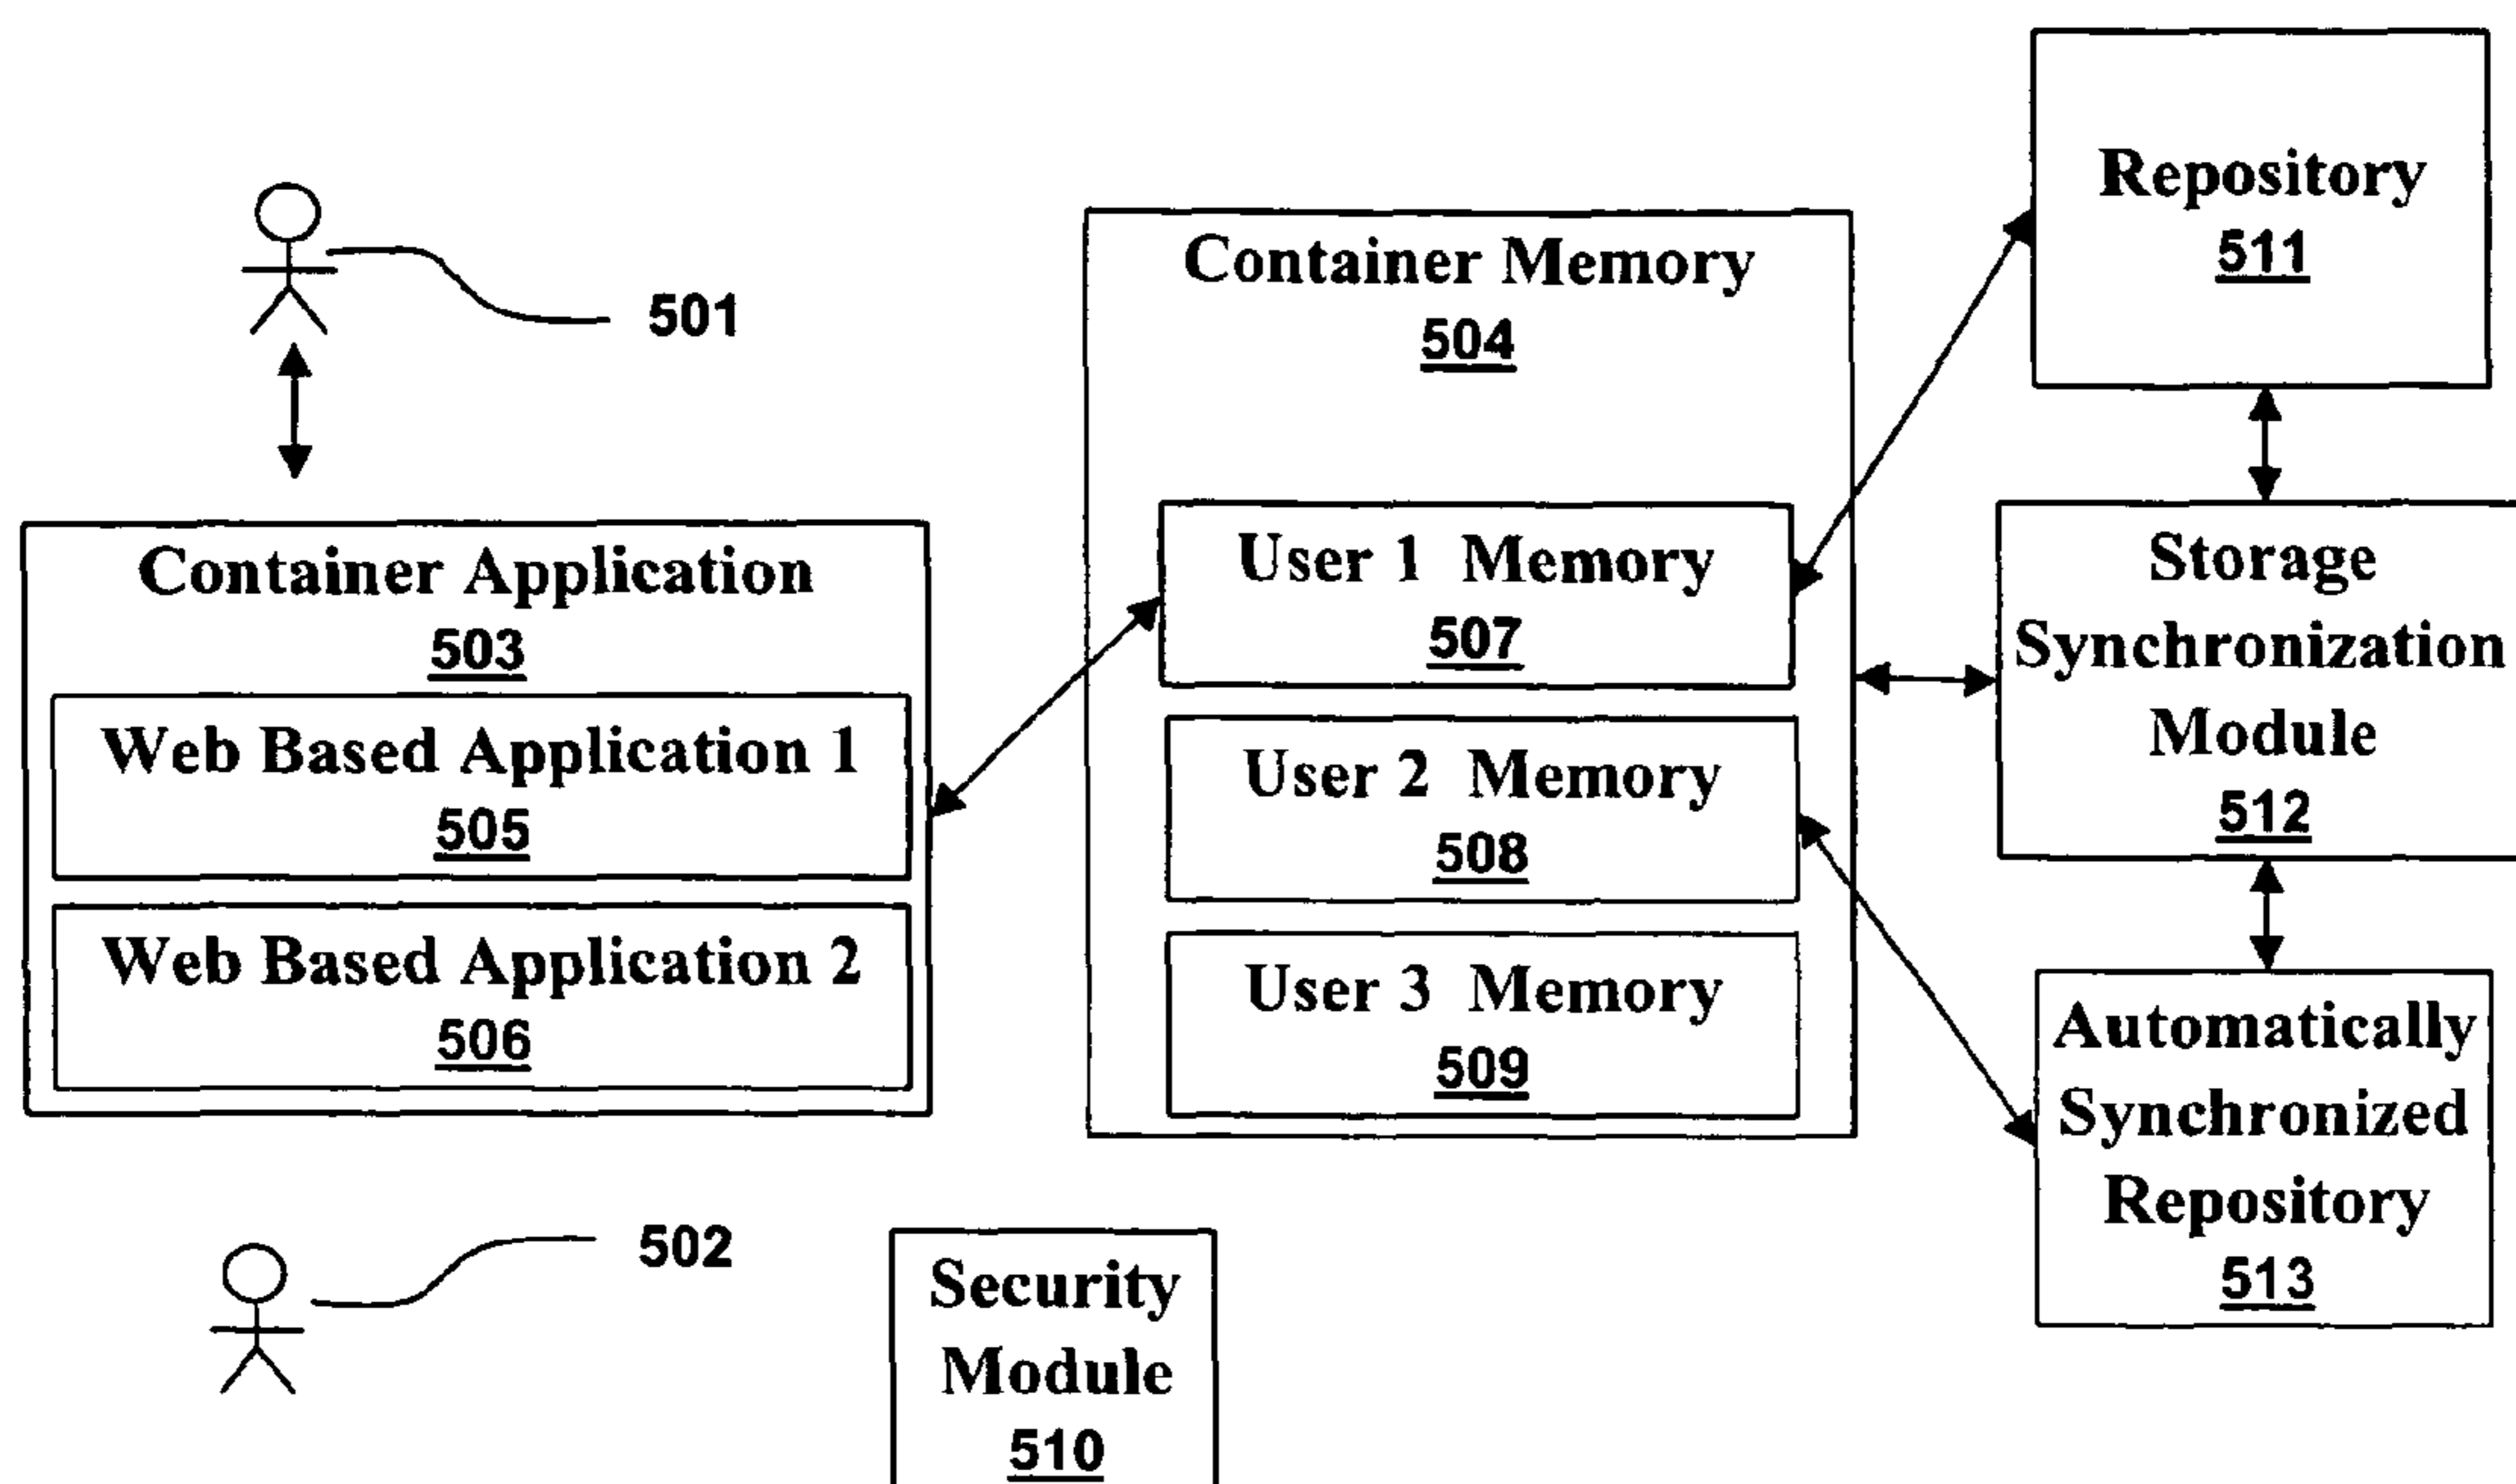 501
Container Application
503
Web Based Application 1
505
Web Based Application 2
506
502
Container Memory
504
User 1 Memory
507
User 2 Memory
508
User 3 Memory
509
Security
Module
510
Repository
511
Storage
Synchronization
Module
512
Automatically
Synchronized
Repository
513